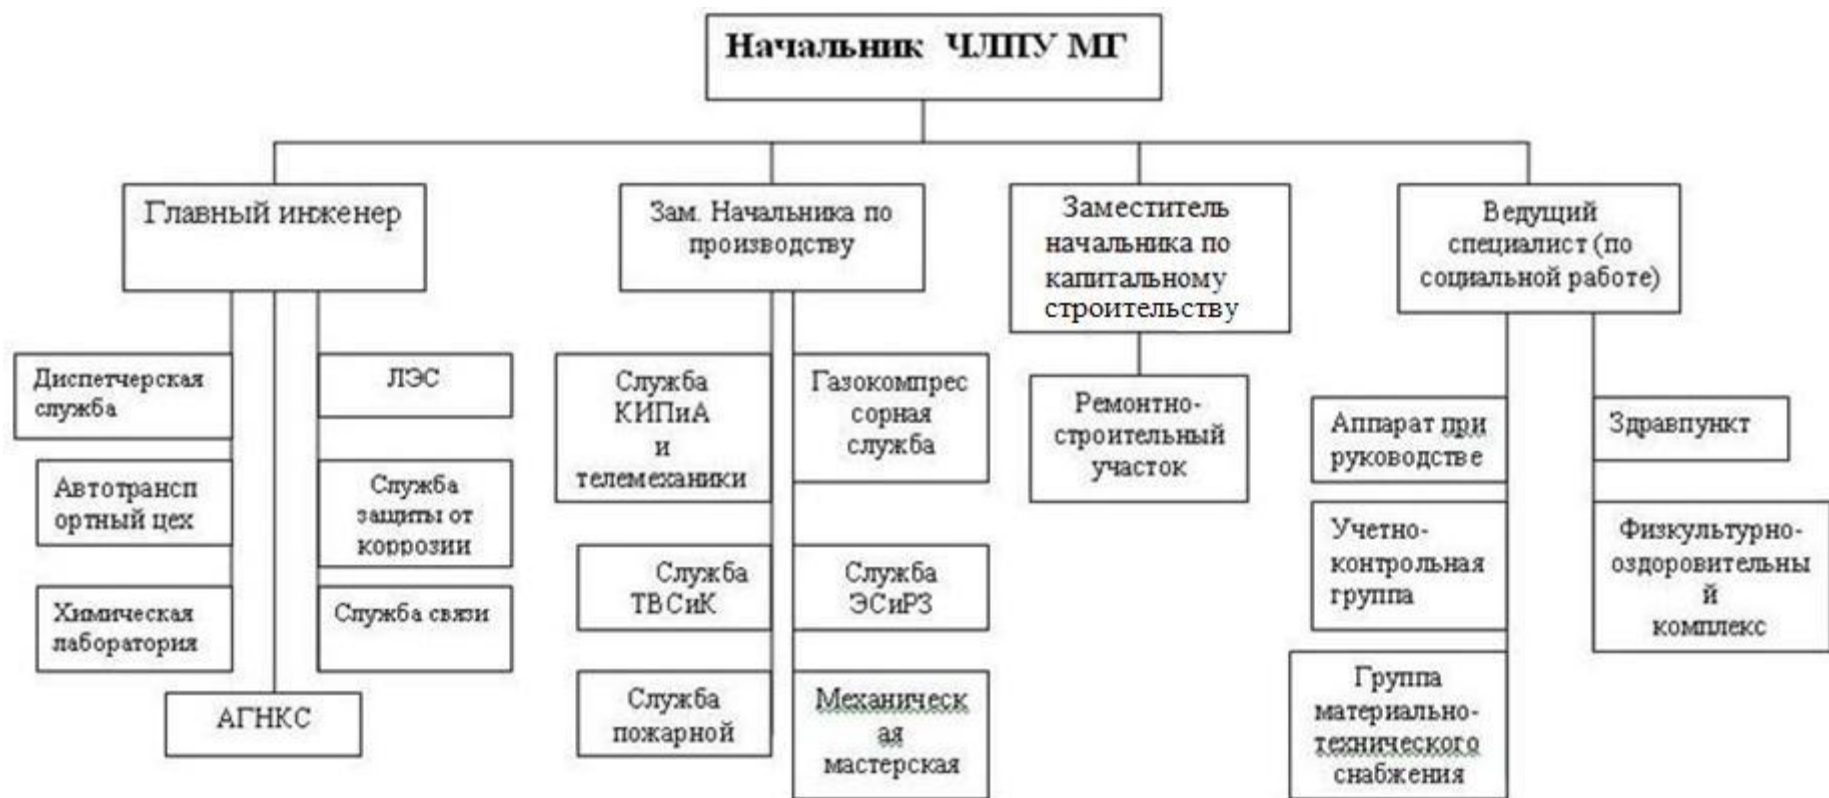 Начальник ЧЛПУ МГ
Главный инженер
Зам. Начальника по
производству
Заместитель
начальника по
капитальному
строительству
Ведущий
специалист (по
социальной работе)
Диспетчерская
служба
ЛЭС
Автотрансп
ортный цех
Служба
защиты от
коррозии
Химическая
лаборатория
Служба связи
АГНКС
Служба
КИПиА
и
телемеханики
Газокомпрес
сорная
служба
Служба
ТВСиК
Служба
ЭСиРЗ
Служба
пожарной
Механическ
ая
мастерская
Ремонтно-
строительный
участок
Аппарат при
руководстве
Здравпункт
Учетно-
контрольная
группа
Физкультурно-
оздоровительны
й
комплекс
Группа
материально-
технического
снабжения